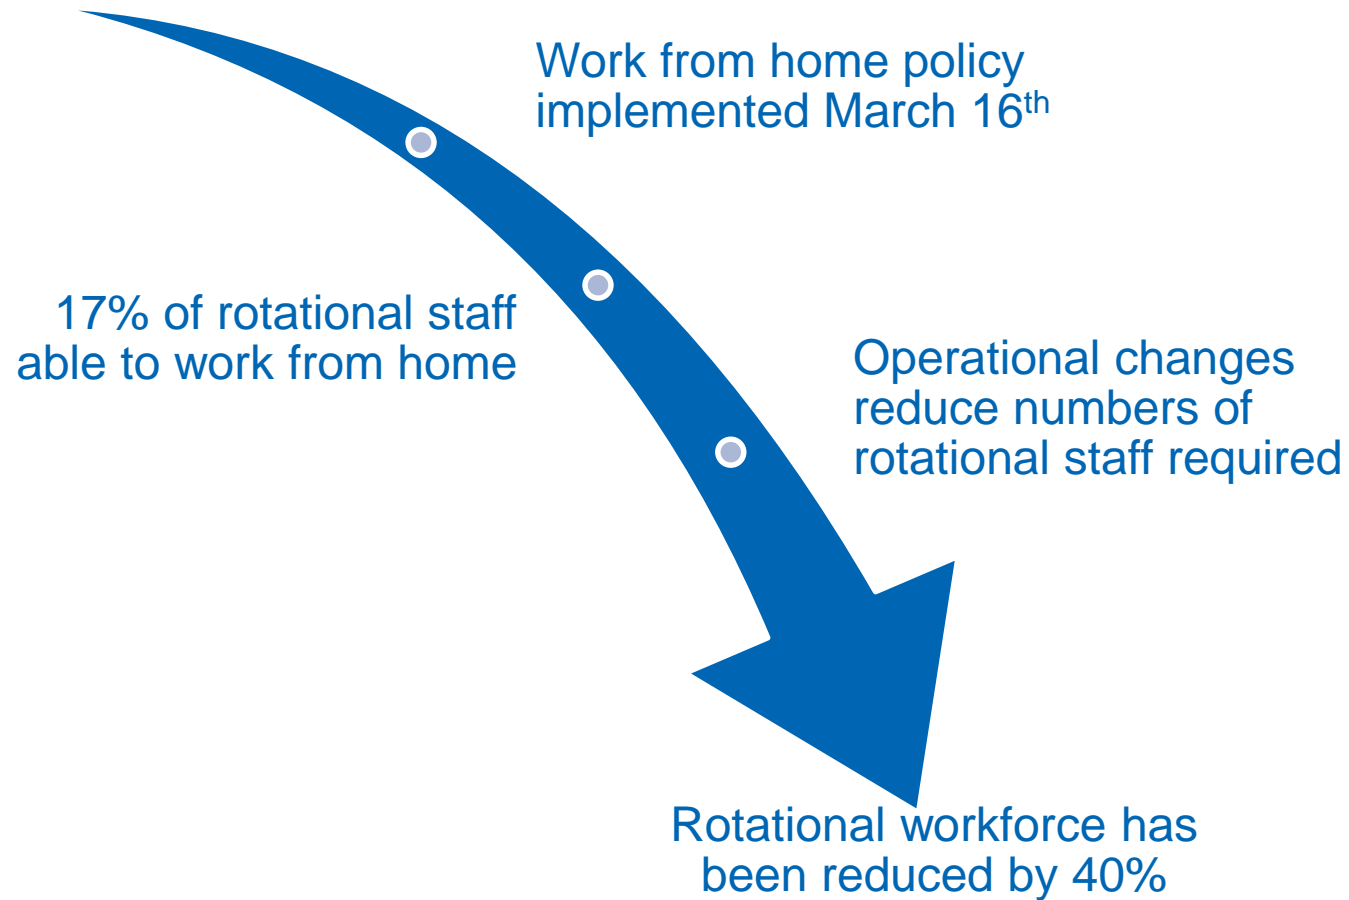 Work from home policy
implemented March 16th
17% of rotational staff
able to work from home
Operational changes
reduce numbers of
rotational staff required
Rotational workforce has
been reduced by 40%